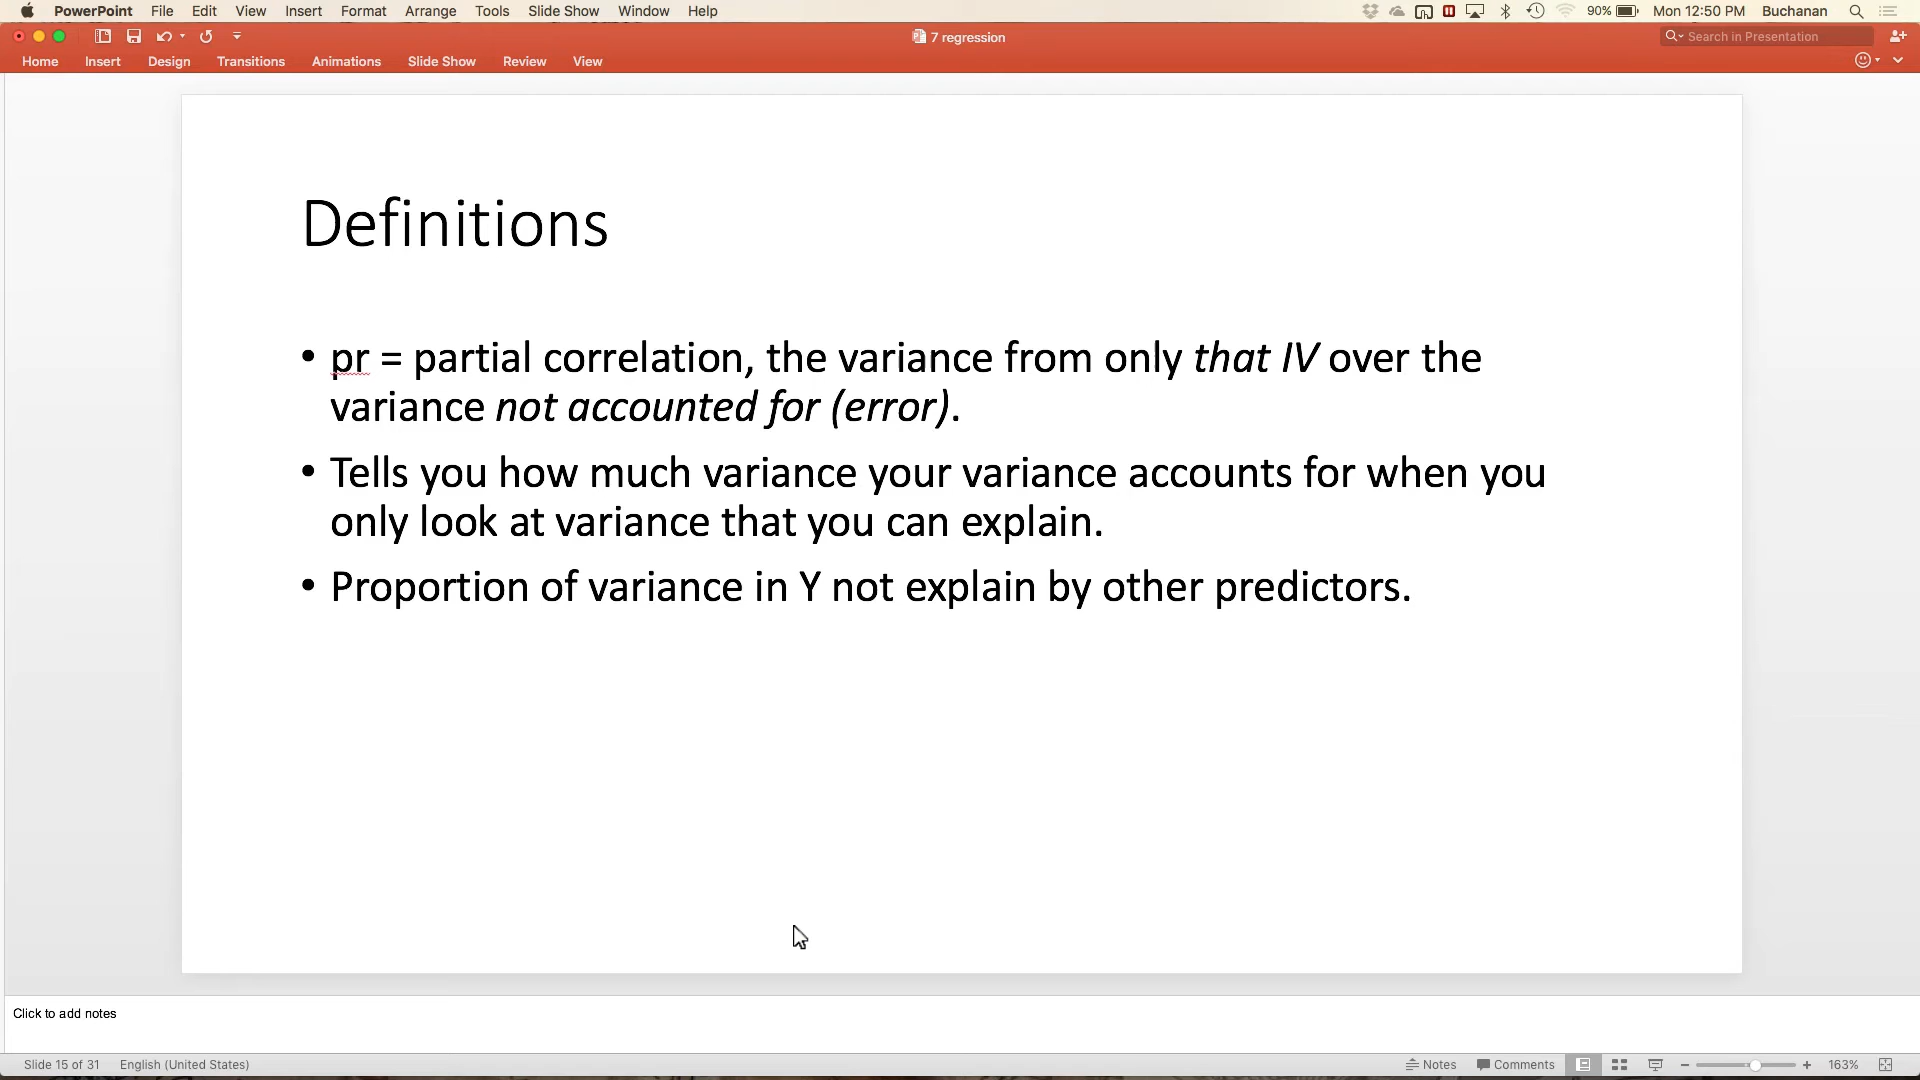 PowerPoint File Edit View Insert Format Arrange Tools Slide Show Window Help 90% Mon 12:50 PM Buchanan
7 regression Search in Presentation
Home Insert Design Transitions Animations Slide Show Review View
Definitions
• pr = partial correlation, the variance from only that IV over the
variance not accounted for (error).
• Tells you how much variance your variance accounts for when you
only look at variance that you can explain.
• Proportion of variance in Y not explain by other predictors.
Click to add notes
Slide 15 of 31 English (United States) Notes Comments 163%